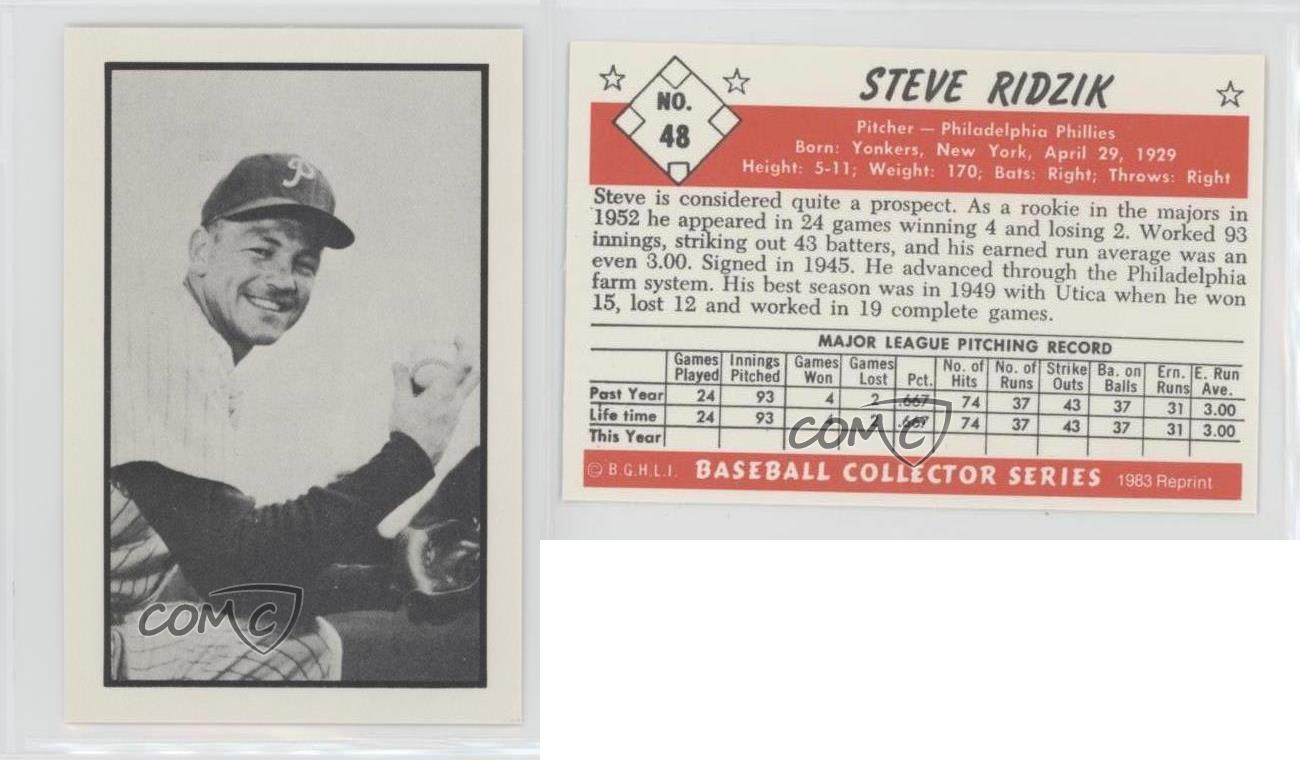 P
COMC
NO.
48
STEVE RIDZIK
Pitcher — Philadelphia Phillies
Born: Yonkers, New York, April 29, 1929
Height: 5-11; Weight: 170; Bats: Right; Throws: Right
Steve is considered quite a prospect. As a rookie in the majors in
1952 he appeared in 24 games winning 4 and losing 2. Worked 93
innings, striking out 43 batters, and his earned run average was an
even 3.00. Signed in 1945. He advanced through the Philadelphia
farm system. His best season was in 1949 with Utica when he won
15, lost 12 and worked in 19 complete games.
MAJOR LEAGUE PITCHING RECORD
Games Played Innings Pitched Games Won Games Lost Pct. No. of Hits No. of Runs Strike Outs Ba. on Balls Ern. Runs E. Run Ave.
Past Year 24 93 4 2 .667 74 37 43 37 31 3.00
Life time 24 93 4 2 .667 74 37 43 37 31 3.00
This Year
COMC
© B.G.H.L.I. BASEBALL COLLECTOR SERIES 1983 Reprint